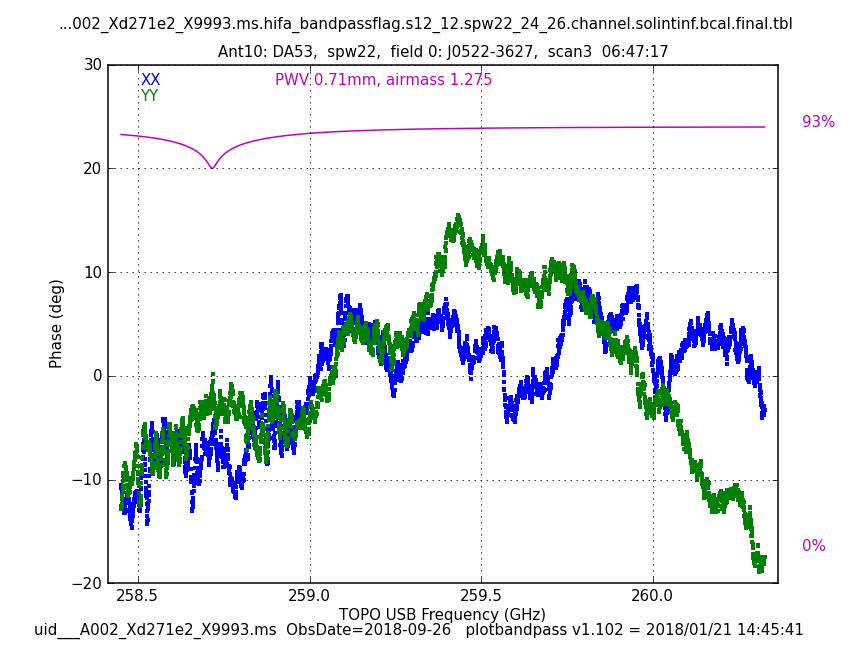 ...002_Xd271e2_X9993.ms.hifa_bandpassflag.s12_12.spw22_24_26.channel.solintinf.bcal.final.tbl
Ant10: DA53,  spw22,  field 0: J0522-3627,  scan3  06:47:17
XX
YY
PWV 0.71mm, airmass 1.275
93%
0%
30
20
10
0
−10
−20
Phase (deg)
258.5
259.0
259.5
260.0
TOPO USB Frequency (GHz)
uid___A002_Xd271e2_X9993.ms  ObsDate=2018-09-26   plotbandpass v1.102 = 2018/01/21 14:45:41